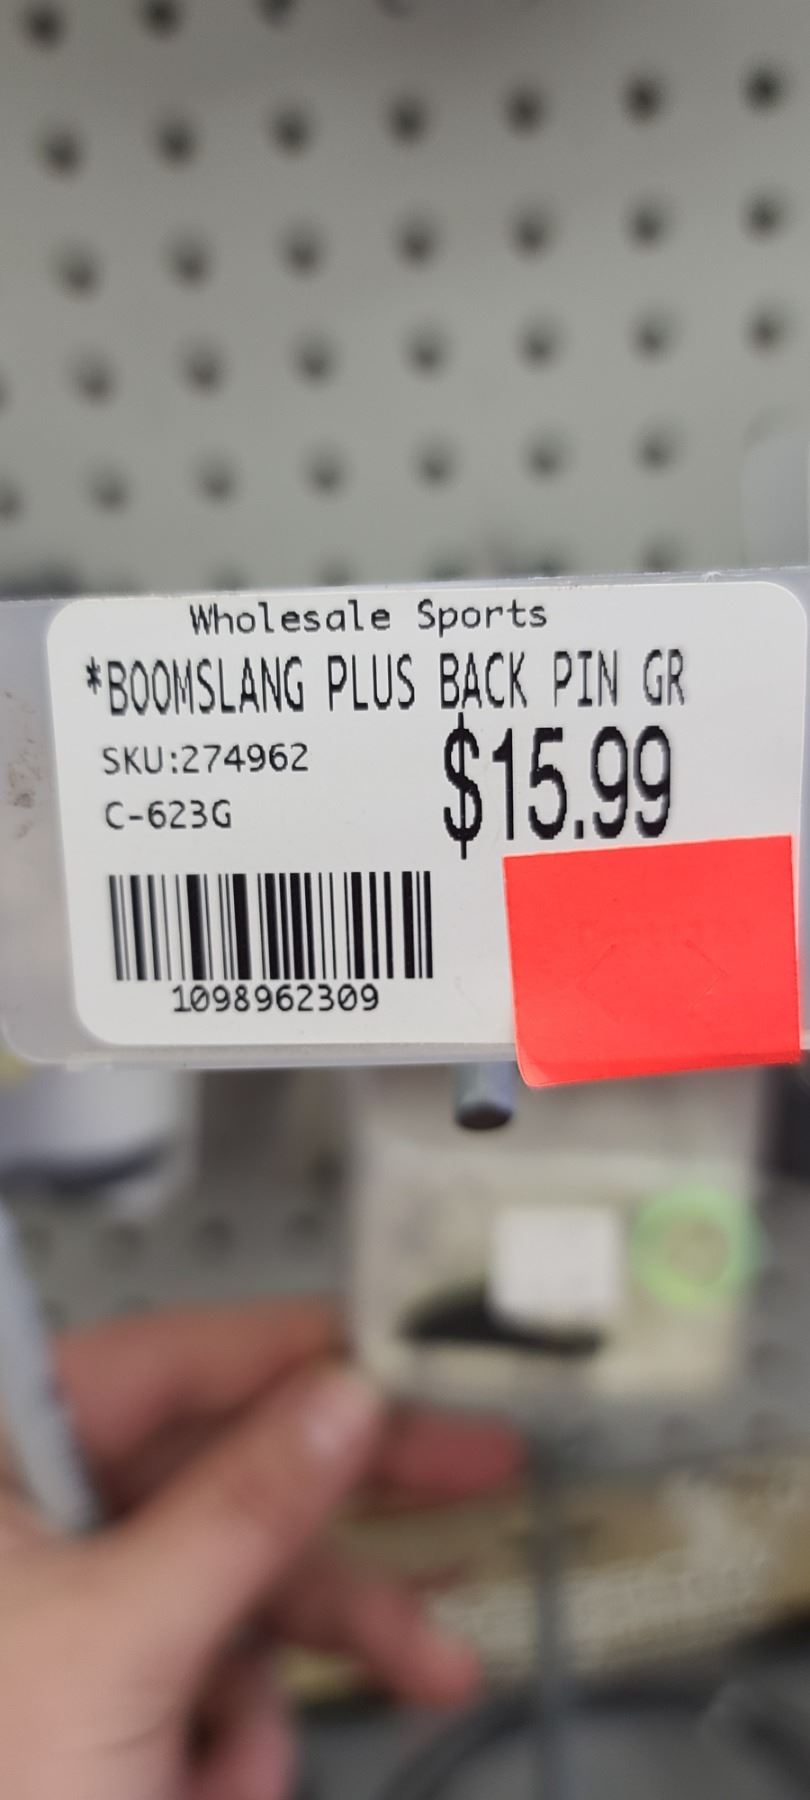 Wholesale Sports
*BOOMSLANG PLUS BACK PIN GR
SKU:274962
$15.99
C-623G
1098962309